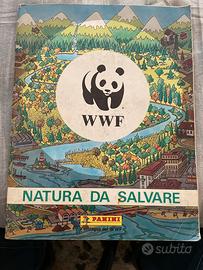 WWF
NATURA DA SALVARE
PANINI
subito